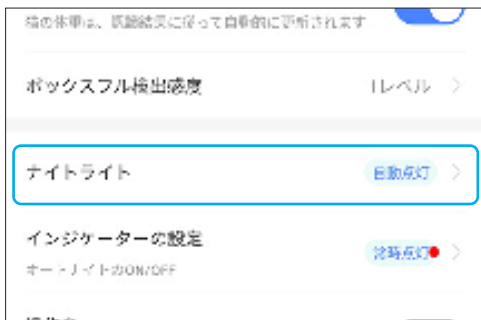 猫の体重は、認識結果に従って自動的に更新されます
ボックスフル検出感度 1レベル
ナイトライト 自動点灯
インジケーターの設定 常時点灯
オートナイトのON/OFF